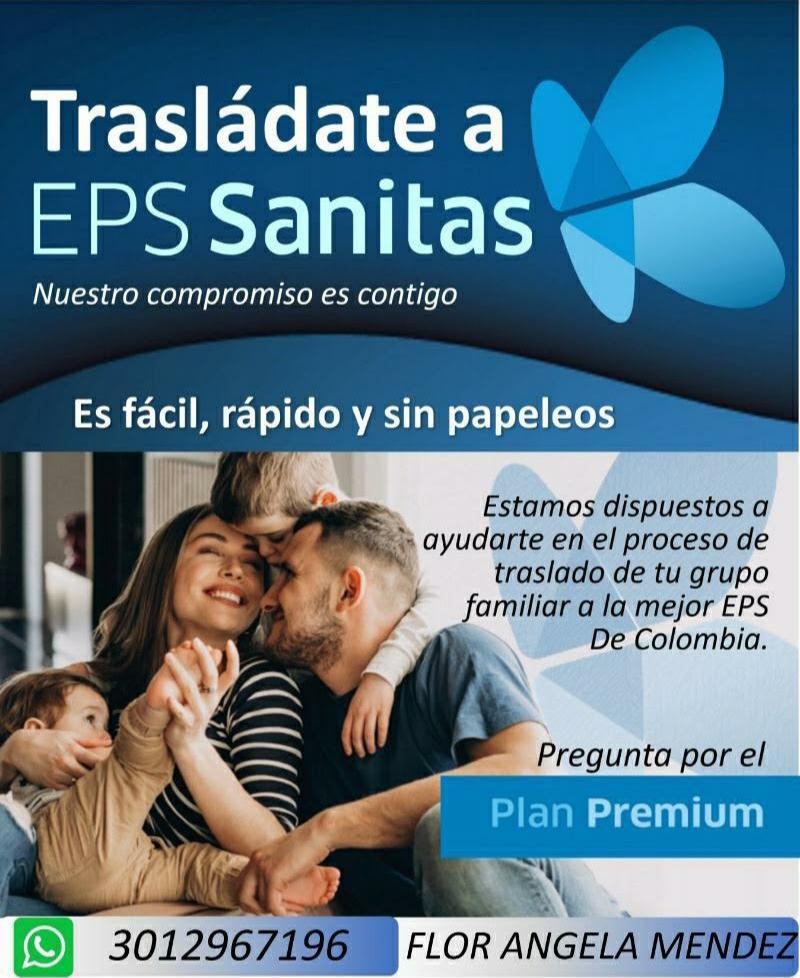 Trasládate a
EPS Sanitas
Nuestro compromiso es contigo
Es fácil, rápido y sin papeleos
Estamos dispuestos a
ayudarte en el proceso de
traslado de tu grupo
familiar a la mejor EPS
De Colombia.
Pregunta por el
Plan Premium
3012967196
FLOR ANGELA MENDEZ